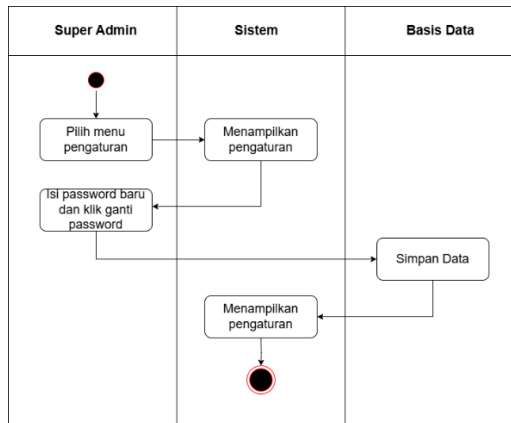 Super Admin
Sistem
Basis Data
Pilih menu
pengaturan
Menampilkan
pengaturan
Isi password baru
dan klik ganti
password
Simpan Data
Menampilkan
pengaturan